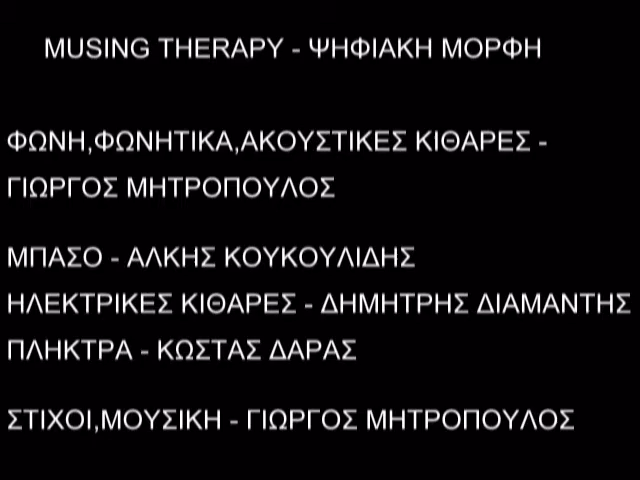 MUSING THERAPY - ΨΗΦΙΑΚΗ ΜΟΡΦΗ
ΦΩΝΗ,ΦΩΝΗΤΙΚΑ,ΑΚΟΥΣΤΙΚΕΣ ΚΙΘΑΡΕΣ -
ΓΙΩΡΓΟΣ ΜΗΤΡΟΠΟΥΛΟΣ
ΜΠΑΣΟ - ΑΛΚΗΣ ΚΟΥΚΟΥΛΙΔΗΣ
ΗΛΕΚΤΡΙΚΕΣ ΚΙΘΑΡΕΣ - ΔΗΜΗΤΡΗΣ ΔΙΑΜΑΝΤΗΣ
ΠΛΗΚΤΡΑ - ΚΩΣΤΑΣ ΔΑΡΑΣ
ΣΤΙΧΟΙ,ΜΟΥΣΙΚΗ - ΓΙΩΡΓΟΣ ΜΗΤΡΟΠΟΥΛΟΣ